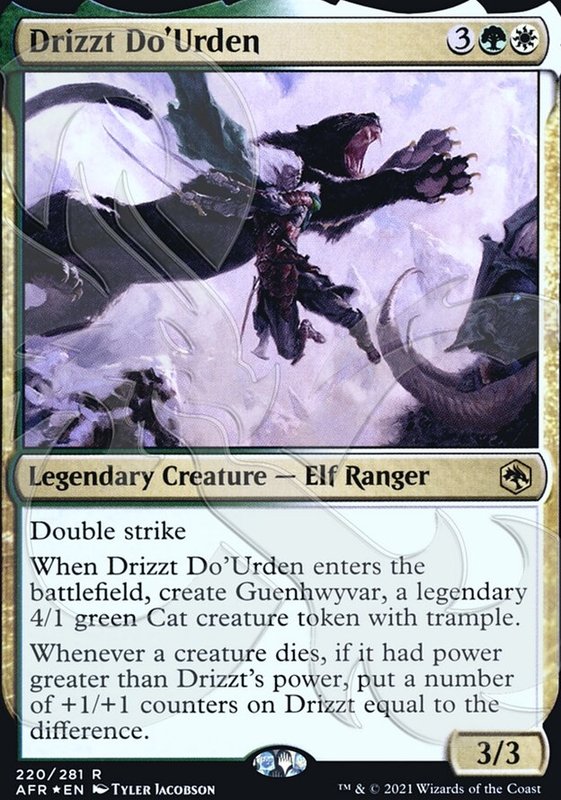 Drizzt Do'Urden 3
Legendary Creature — Elf Ranger
Double strike
When Drizzt Do'Urden enters the
battlefield, create Guenhwyvar, a legendary
4/1 green Cat creature token with trample.
Whenever a creature dies, if it had power
greater than Drizzt's power, put a number
of +1/+1 counters on Drizzt equal to the
difference.
3/3
220/281 R
AFR ★ EN Tyler Jacobson
™ & © 2021 Wizards of the Coast